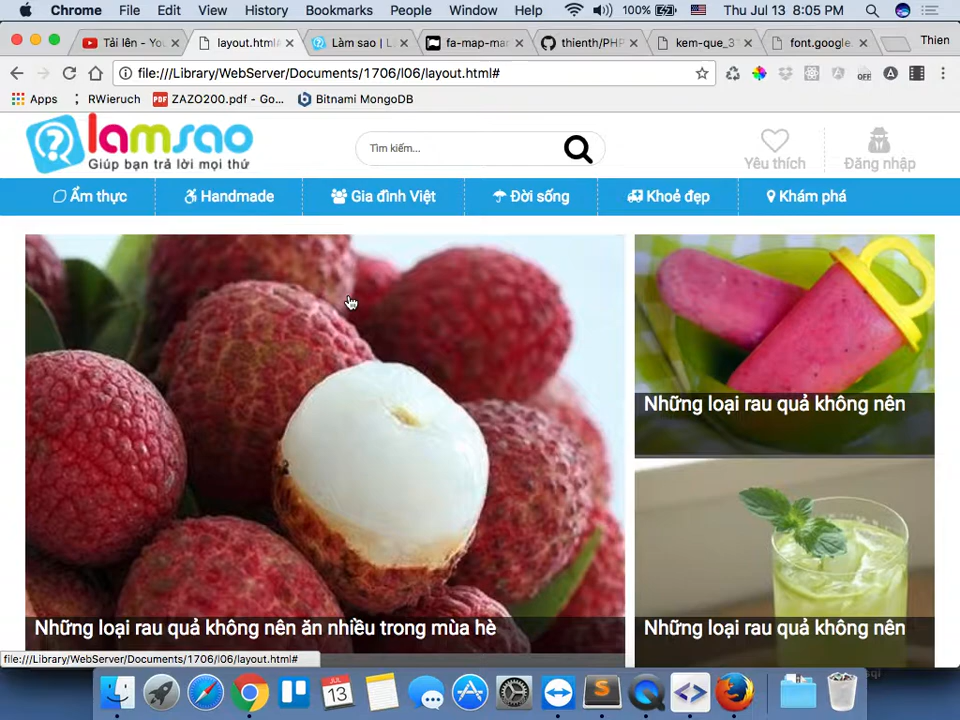 Chrome File Edit View History Bookmarks People Window Help 100% Thu Jul 13 8:05 PM
Tải lên - You layout.html Làm sao | L fa-map-mar thienth/PHP kem-que_3 font.google. Thien
file:///Library/WebServer/Documents/1706/l06/layout.html#
Apps RWieruch ZAZO200.pdf - Go... Bitnami MongoDB
lamsao
Giúp bạn trả lời mọi thứ
Tìm kiếm...
Yêu thích
Đăng nhập
Ẩm thực Handmade Gia đình Việt Đời sống Khoẻ đẹp Khám phá
Những loại rau quả không nên
Những loại rau quả không nên ăn nhiều trong mùa hè
Những loại rau quả không nên
file:///Library/WebServer/Documents/1706/l06/layout.html#
JUL
13